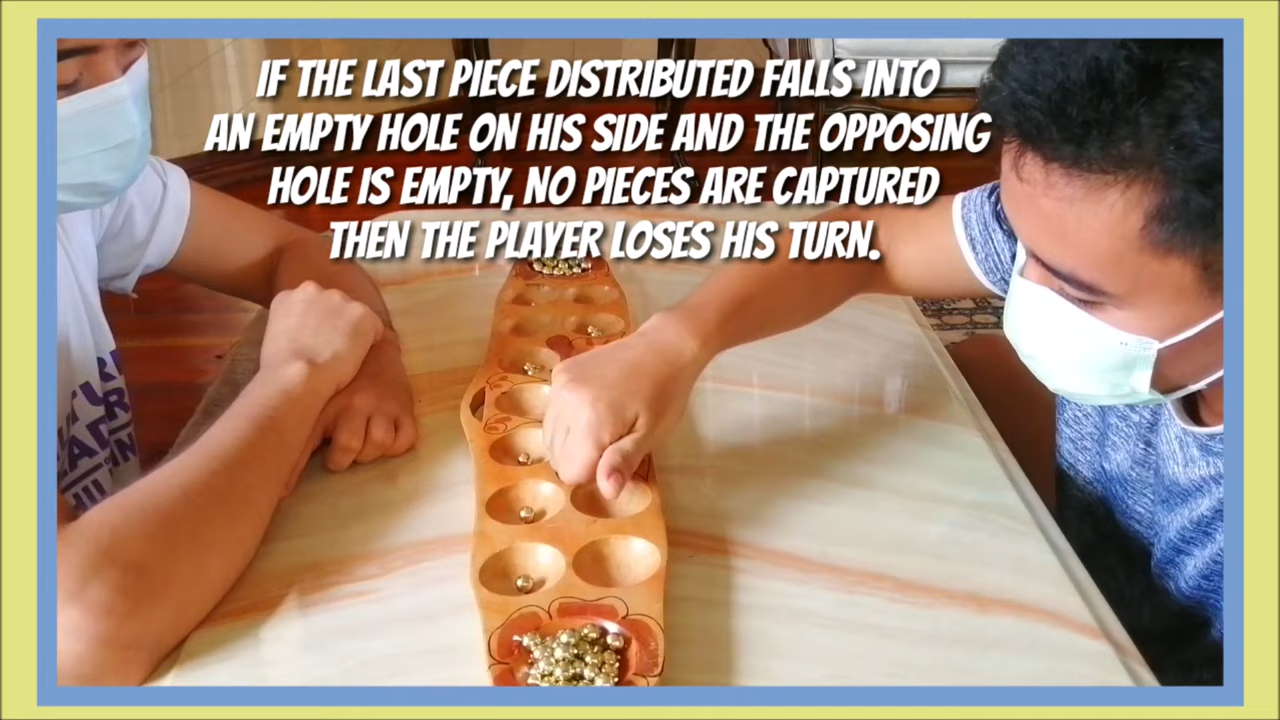 IF THE LAST PIECE DISTRIBUTED FALLS INTO
AN EMPTY HOLE ON HIS SIDE AND THE OPPOSING
HOLE IS EMPTY, NO PIECES ARE CAPTURED
THEN THE PLAYER LOSES HIS TURN.